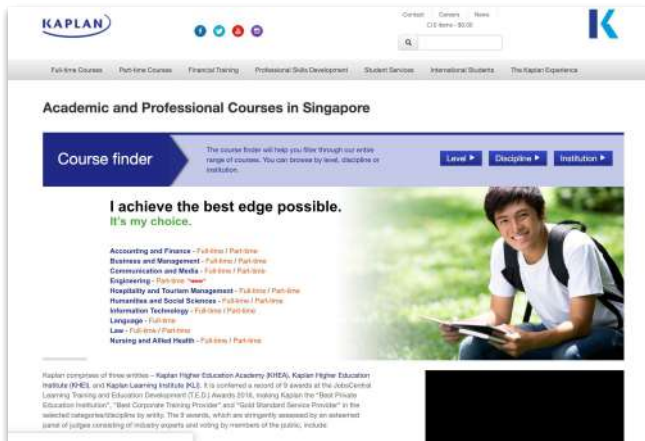 KAPLAN
Contact Careers News
0 items - $0.00
Full-time Courses Part-time Courses Financial Training Professional Skills Development Student Services International Students The Kaplan Experience
Academic and Professional Courses in Singapore
Course finder
The course finder will help you filter through our entire
range of courses. You can browse by level, discipline or
institution.
Level
Discipline
Institution
I achieve the best edge possible.
It's my choice.
Accounting and Finance - Full-time / Part-time
Business and Management - Full-time / Part-time
Communication and Media - Full-time / Part-time
Engineering - Part-time *new*
Hospitality and Tourism Management - Full-time / Part-time
Humanities and Social Sciences - Full-time / Part-time
Information Technology - Full-time / Part-time
Language - Full-time
Law - Full-time / Part-time
Nursing and Allied Health - Full-time / Part-time
Kaplan comprises of three entities – Kaplan Higher Education Academy (KHEA), Kaplan Higher Education
Institute (KHEI), and Kaplan Learning Institute (KLI). It is conferred a record of 9 awards at the JobsCentral
Learning Training and Education Development (T.E.D.) Awards 2016, making Kaplan the "Best Private
Education Institution", "Best Corporate Training Provider" and "Gold Standard Service Provider" in the
selected categories/discipline by entity. The 9 awards, which are stringently assessed by an esteemed
panel of judges consisting of industry experts and voting by members of the public, include